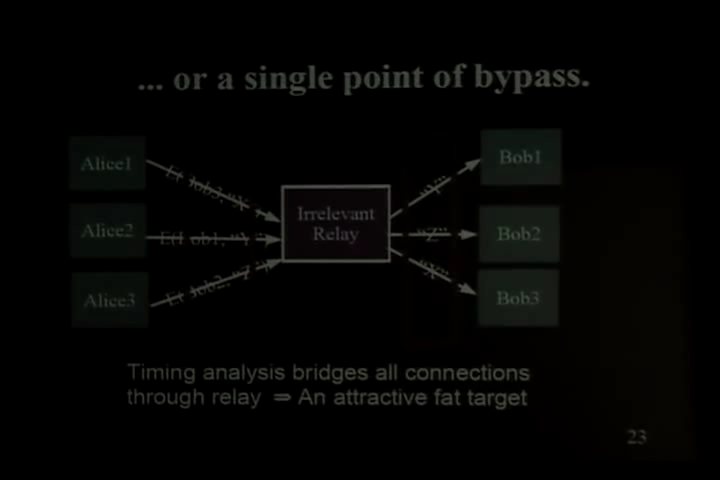 ... or a single point of bypass.
Alice1
Alice2
Alice3
Irrelevant
Relay
"Y"
"Z"
"X"
Bob1
Bob2
Bob3
Timing analysis bridges all connections
through relay ⇒ An attractive fat target
23